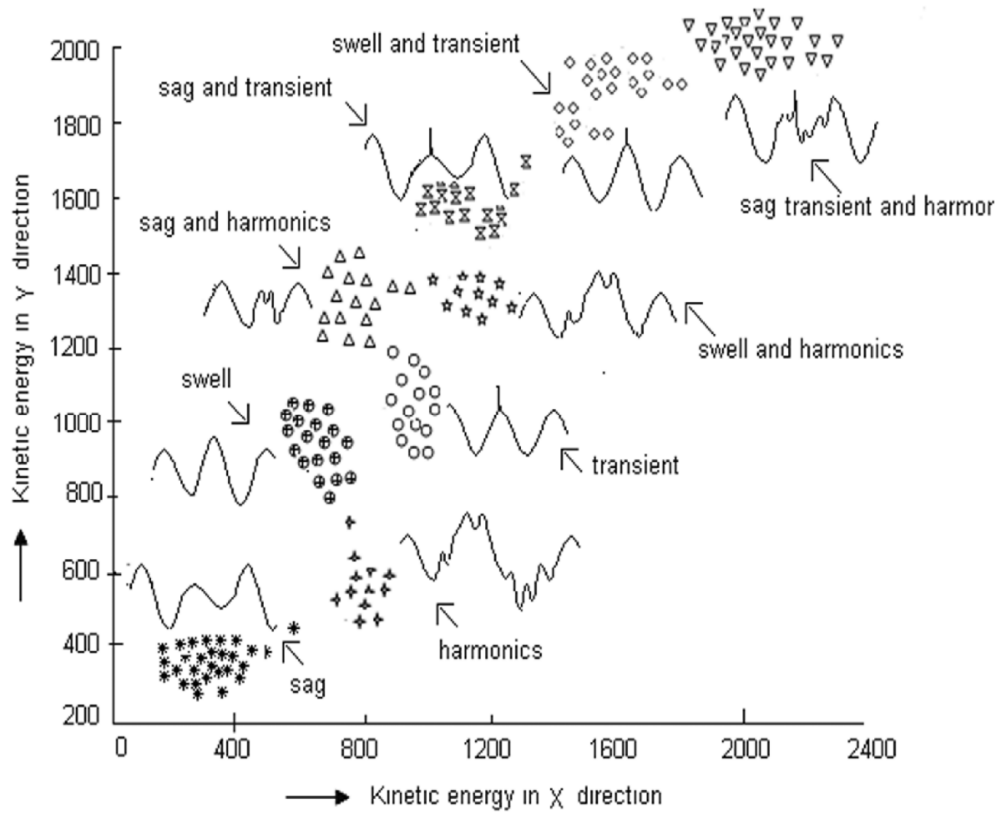 2000
swell and transient
sag and transient
1800
1600
sag transient and harmor
sag and harmonics
1400
1200
swell and harmonics
swell
1000
transient
800
600
harmonics
400
sag
200
0
400
800
1200
1600
2000
2400
Kinetic energy in X direction
Kinetic energy in Y direction